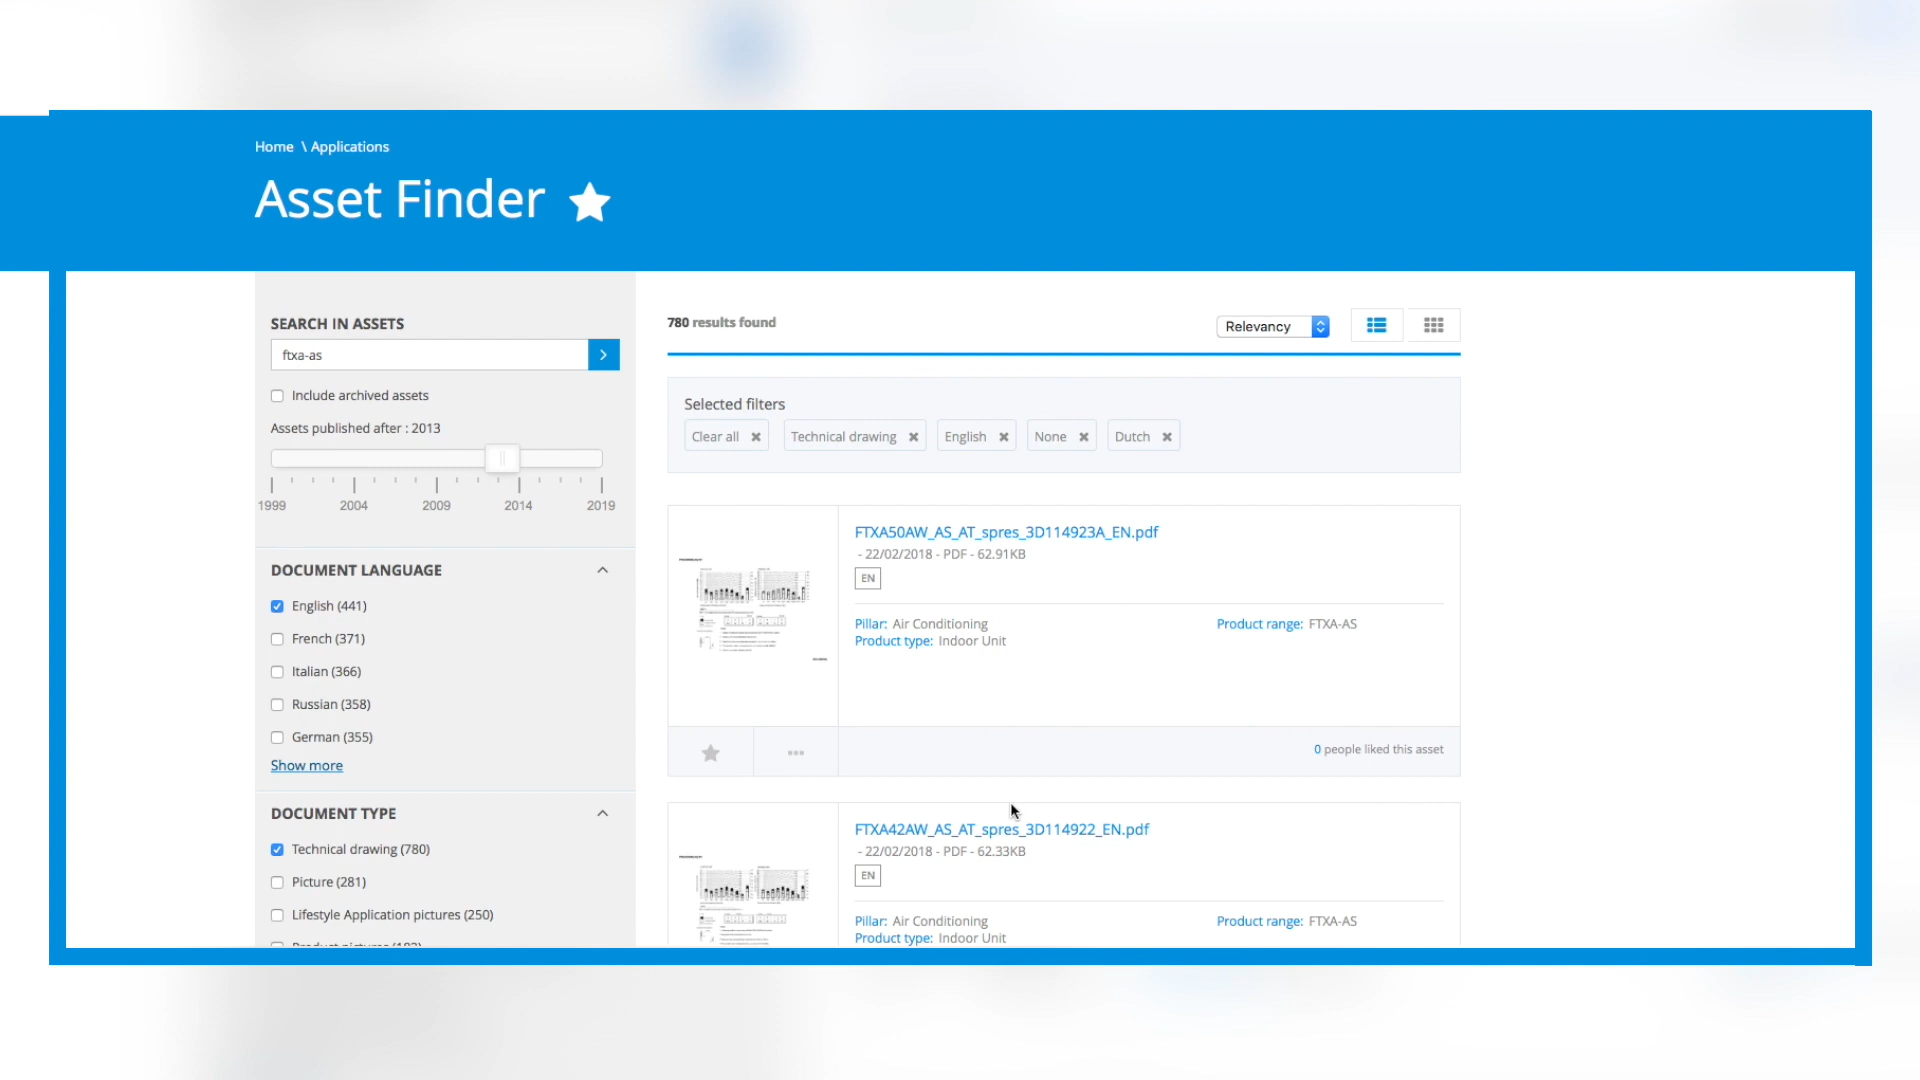 Home \ Applications
Asset Finder
SEARCH IN ASSETS
ftxa-as
Include archived assets
Assets published after : 2013
1999 2004 2009 2014 2019
DOCUMENT LANGUAGE
English (441)
French (371)
Italian (366)
Russian (358)
German (355)
Show more
DOCUMENT TYPE
Technical drawing (780)
Picture (281)
Lifestyle Application pictures (250)
780 results found
Relevancy
Selected filters
Clear all
Technical drawing
English
None
Dutch
FTXA50AW_AS_AT_spres_3D114923A_EN.pdf
- 22/02/2018 - PDF - 62.91KB
EN
Pillar: Air Conditioning
Product range: FTXA-AS
Product type: Indoor Unit
0 people liked this asset
FTXA42AW_AS_AT_spres_3D114922_EN.pdf
- 22/02/2018 - PDF - 62.33KB
EN
Pillar: Air Conditioning
Product range: FTXA-AS
Product type: Indoor Unit